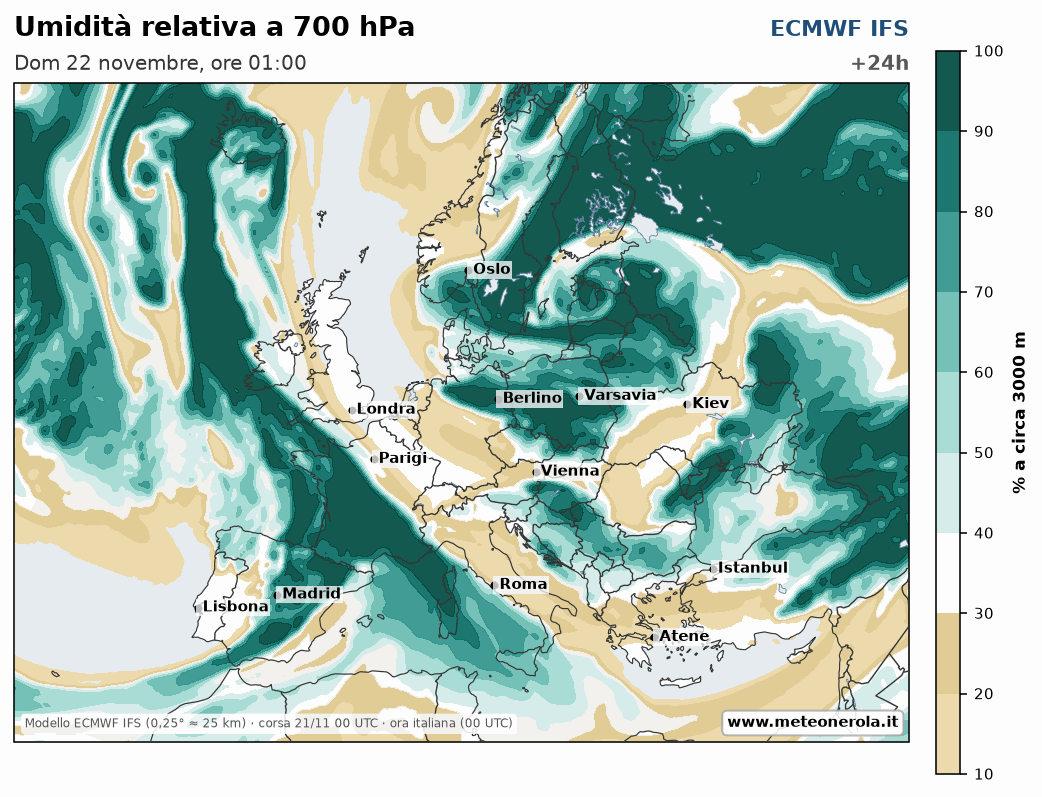 Umidità relativa a 700 hPa
ECMWF IFS
Dom 22 novembre, ore 01:00
+24h
100
90
80
70
60
50
40
30
20
10
% a circa 3000 m
Oslo
Berlino
Varsavia
Kiev
Londra
Parigi
Vienna
Istanbul
Roma
Madrid
Lisbona
Atene
Modello ECMWF IFS (0,25° ≈ 25 km) · corsa 21/11 00 UTC · ora italiana (00 UTC)
www.meteonerola.it